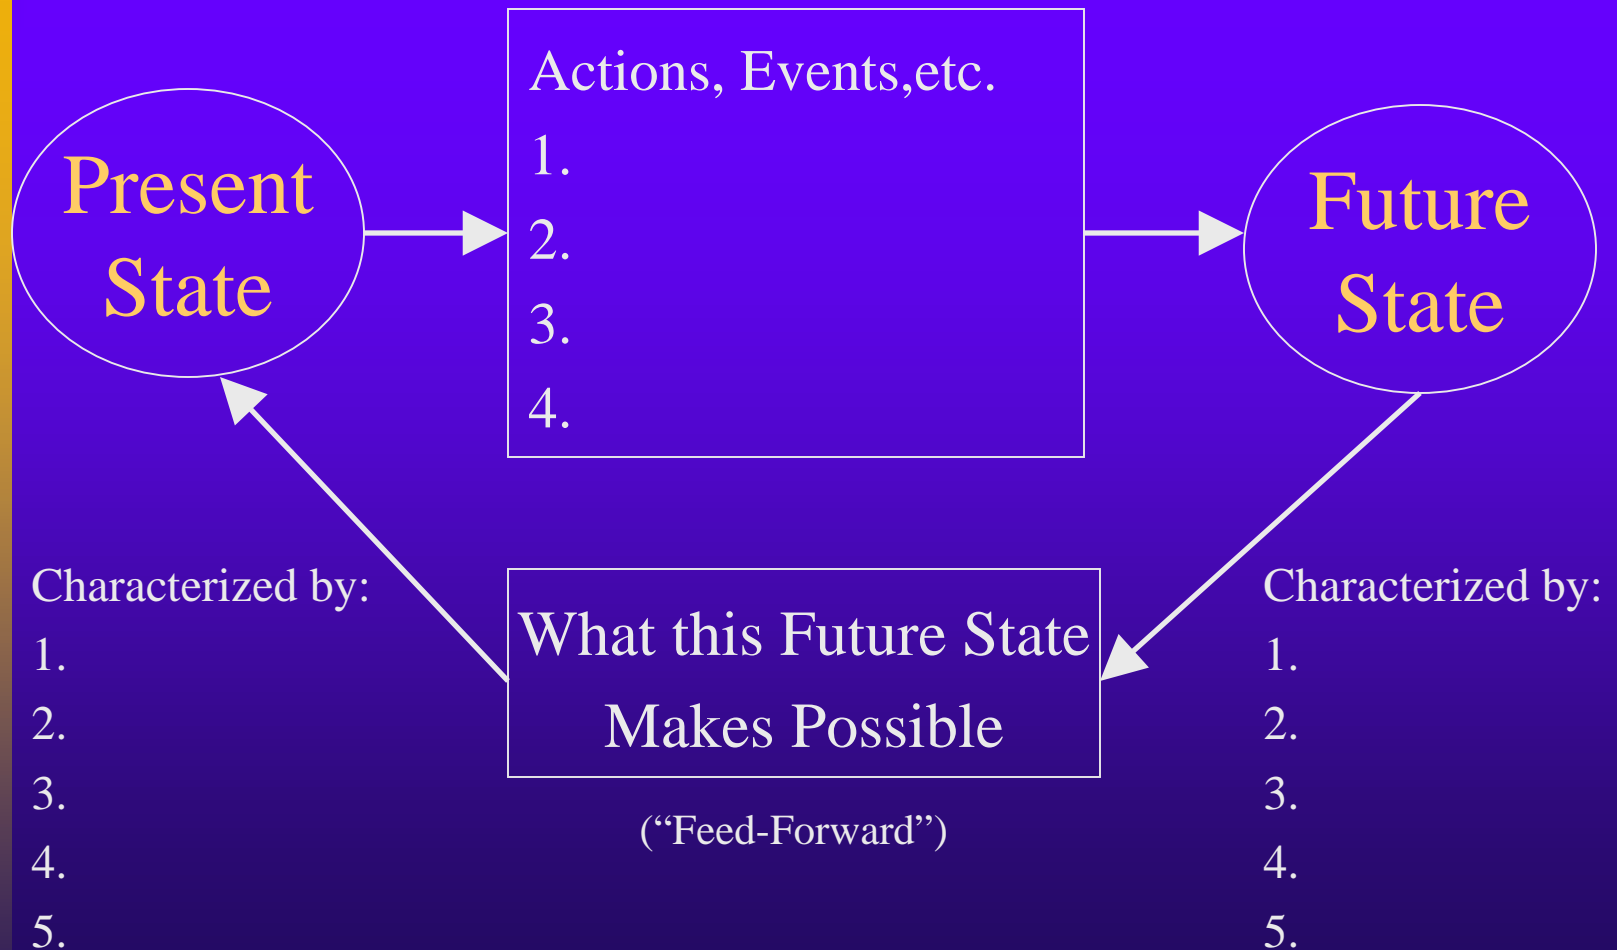 Present
State
Actions, Events,etc.
1.
2.
3.
4.
Future
State
Characterized by:
1.
2.
3.
4.
5.
What this Future State
Makes Possible
(“Feed-Forward”)
Characterized by:
1.
2.
3.
4.
5.